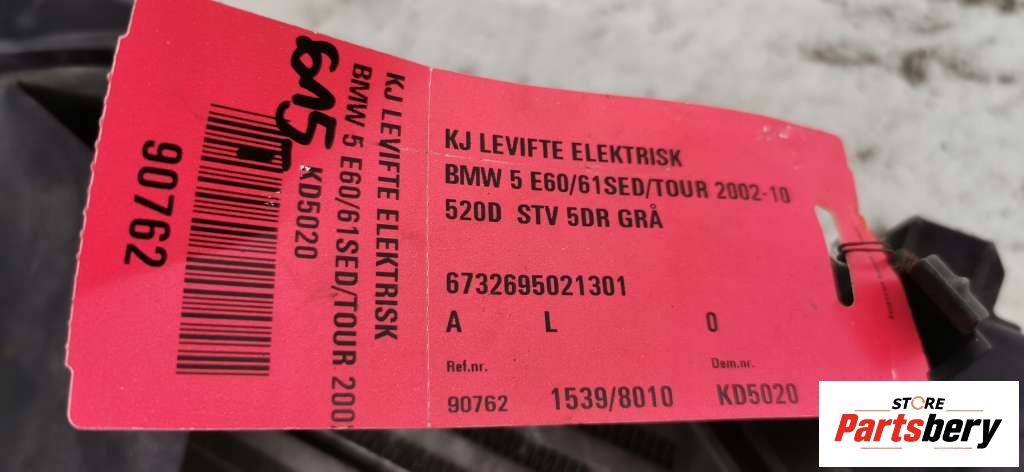 90762
6A5T
KD5020
BMW 5 E60/61SED/TOUR 200
KJ LEVIFTE ELEKTRISK
KJ LEVIFTE ELEKTRISK
BMW 5 E60/61SED/TOUR 2002-10
520D STV 5DR GRÅ
6732695021301
A L 0
Ref.nr. Dem.nr.
90762 1539/8010 KD5020
STORE
Partsbery